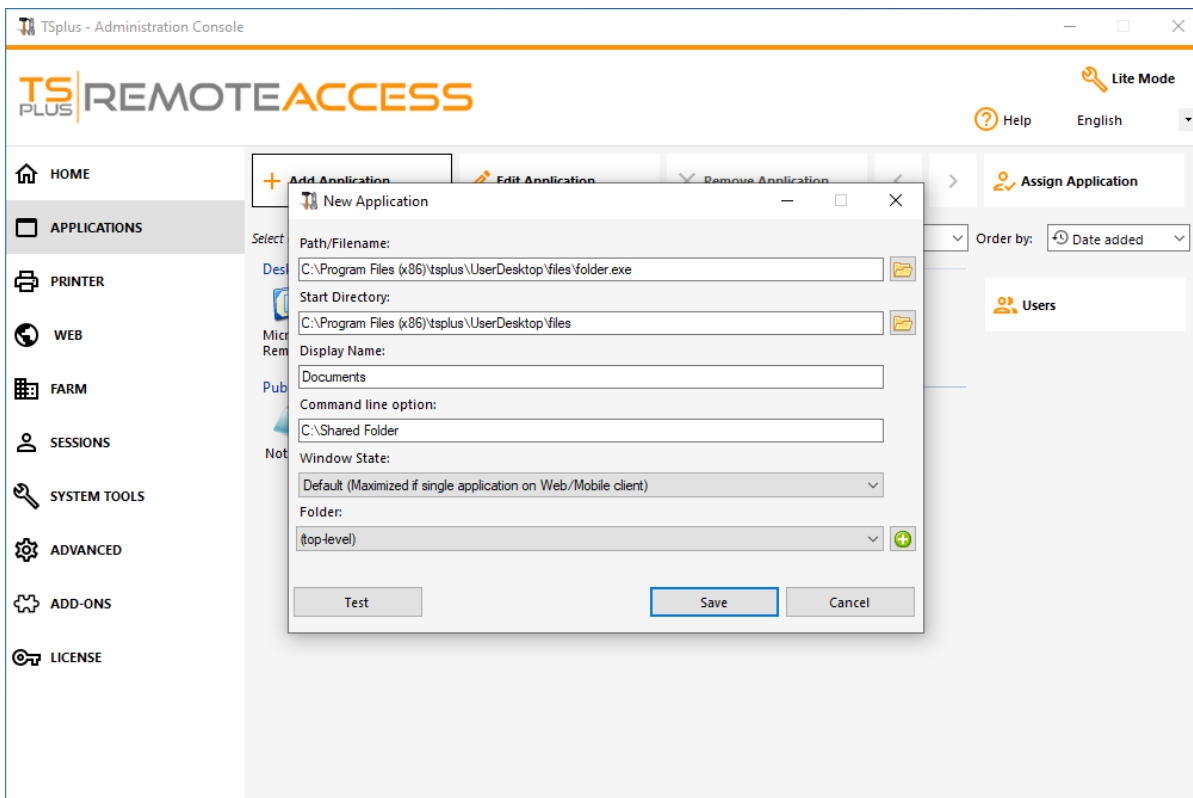 TSplus - Administration Console
TS PLUS REMOTEACCESS
Lite Mode
Help English
HOME
APPLICATIONS
PRINTER
WEB
FARM
SESSIONS
SYSTEM TOOLS
ADVANCED
ADD-ONS
LICENSE
Add Application Edit Application Remove Application Assign Application
Select
Order by: Date added
Users
New Application
Path/Filename:
C:\Program Files (x86)\tsplus\UserDesktop\files\folder.exe
Start Directory:
C:\Program Files (x86)\tsplus\UserDesktop\files
Display Name:
Documents
Command line option:
C:\Shared Folder
Window State:
Default (Maximized if single application on Web/Mobile client)
Folder:
(top-level)
Test Save Cancel